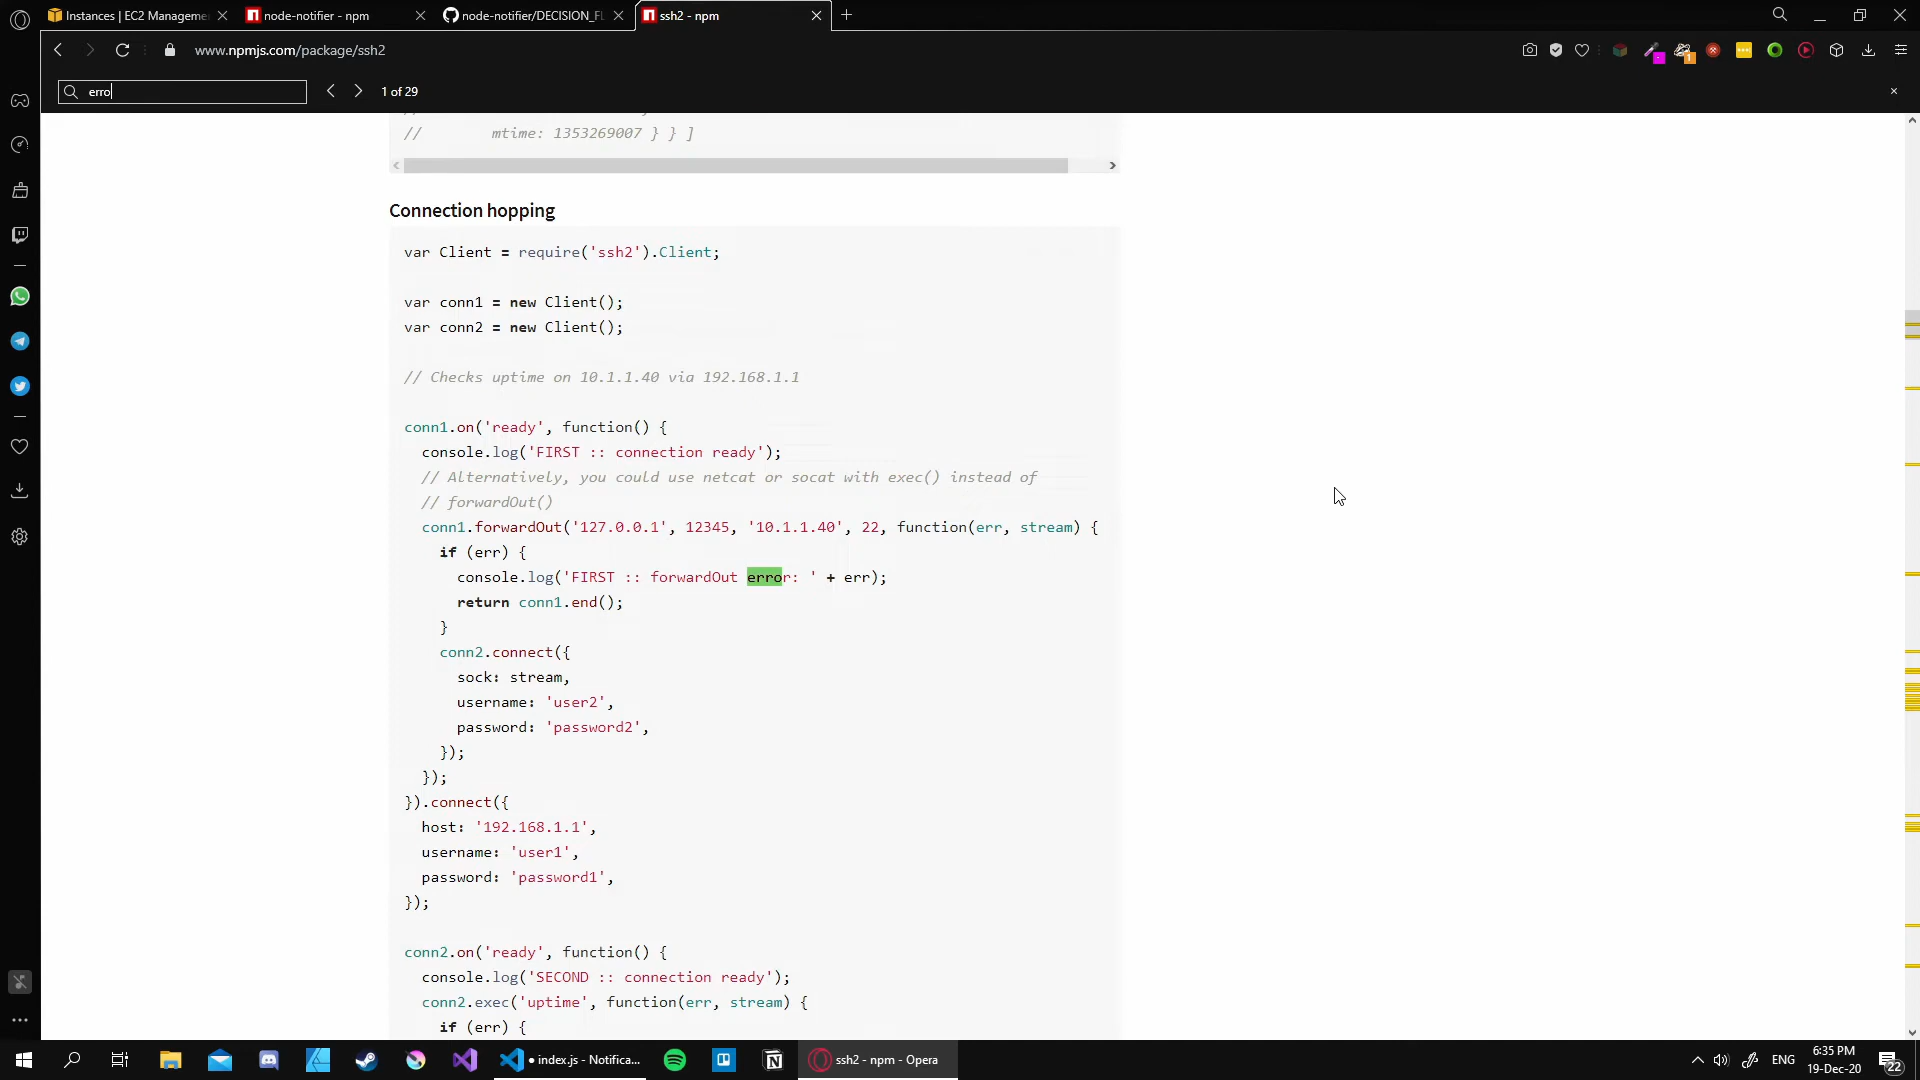 Instances | EC2 Manageme
node-notifier - npm
node-notifier/DECISION_FL
ssh2 - npm
www.npmjs.com/package/ssh2
erro
1 of 29
//        mtime: 1353269007 } } ]
Connection hopping
var Client = require('ssh2').Client;
var conn1 = new Client();
var conn2 = new Client();
// Checks uptime on 10.1.1.40 via 192.168.1.1
conn1.on('ready', function() {
  console.log('FIRST :: connection ready');
  // Alternatively, you could use netcat or socat with exec() instead of
  // forwardOut()
  conn1.forwardOut('127.0.0.1', 12345, '10.1.1.40', 22, function(err, stream) {
    if (err) {
      console.log('FIRST :: forwardOut error: ' + err);
      return conn1.end();
    }
    conn2.connect({
      sock: stream,
      username: 'user2',
      password: 'password2',
    });
  });
}).connect({
  host: '192.168.1.1',
  username: 'user1',
  password: 'password1',
});
conn2.on('ready', function() {
  console.log('SECOND :: connection ready');
  conn2.exec('uptime', function(err, stream) {
    if (err) {
● index.js - Notifica...
ssh2 - npm - Opera
ENG
6:35 PM
19-Dec-20
22